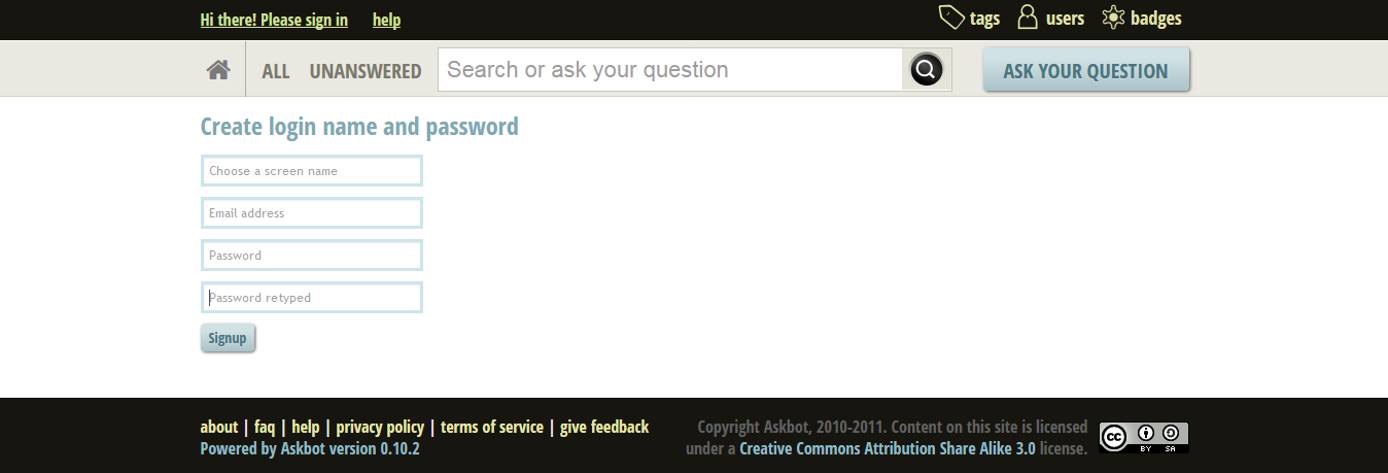 Hi there! Please sign in help tags users badges
ALL UNANSWERED Search or ask your question ASK YOUR QUESTION
Create login name and password
Choose a screen name
Email address
Password
Password retyped
Signup
about | faq | help | privacy policy | terms of service | give feedback
Powered by Askbot version 0.10.2
Copyright Askbot, 2010-2011. Content on this site is licensed
under a Creative Commons Attribution Share Alike 3.0 license.
cc BY SA